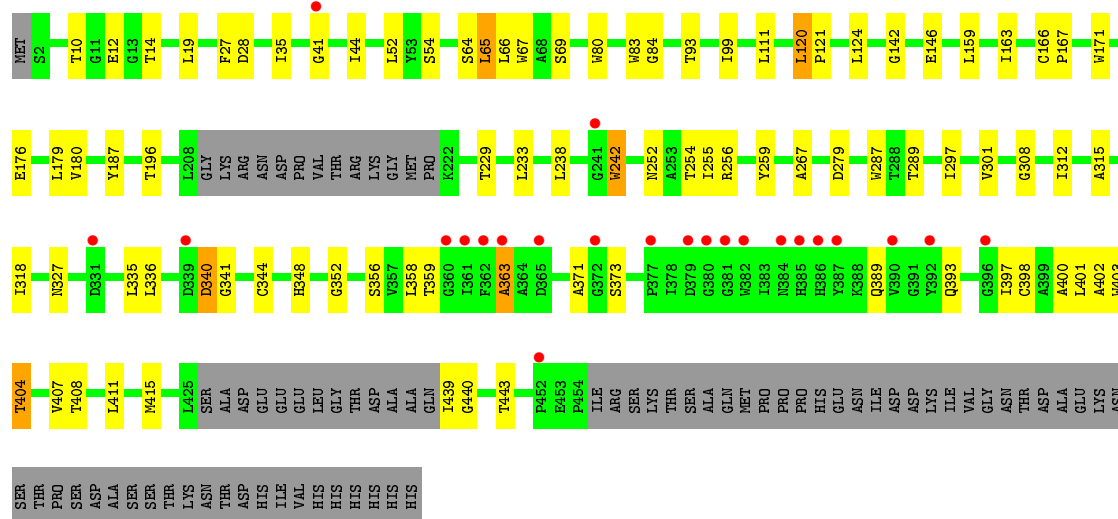 MET S2 T10 G11 E12 G13 T14 L19 F27 D28 I35 G41 I44 L52 Y53 S54 S64 L65 L66 W67 A68 S69 W80 W83 G84 T93 I99 L111 L120 P121 L124 G142 E146 L159 I163 C166 P167 W171
E176 L179 V180 Y187 T196 L208 GLY LYS ARG ASN ASP PRO VAL THR ARG LYS GLY MET PRO K222 T229 L233 L238 G241 W242 N252 A253 T254 I255 R256 Y259 A267 D279 W287 T288 T289 I297 V301 G308 I312 A315
I318 N327 D331 L335 L336 D339 D340 G341 C344 H348 G352 S356 V357 L358 T359 G360 I361 F362 A363 A364 D365 A371 G372 S373 P377 I378 D379 G380 G381 W382 I383 N384 H385 H386 Y387 K388 Q389 V390 G391 Y392 Q393 G396 I397 C398 A399 A400 L401 A402 W403
T404 V407 T408 L411 M415 L425 SER ALA ASP GLU GLU GLU LEU GLY THR ASP ALA ALA GLN I439 G440 T443 P452 E453 P454 ILE ARG SER LYS THR SER ALA GLN MET PRO PRO PRO HIS GLU ASN ILE ASP ASP LYS ILE VAL GLY ASN THR ASP ALA GLU LYS ASN
SER THR PRO SER ASP ALA SER SER THR LYS ASN THR ASP HIS ILE VAL HIS HIS HIS HIS HIS HIS